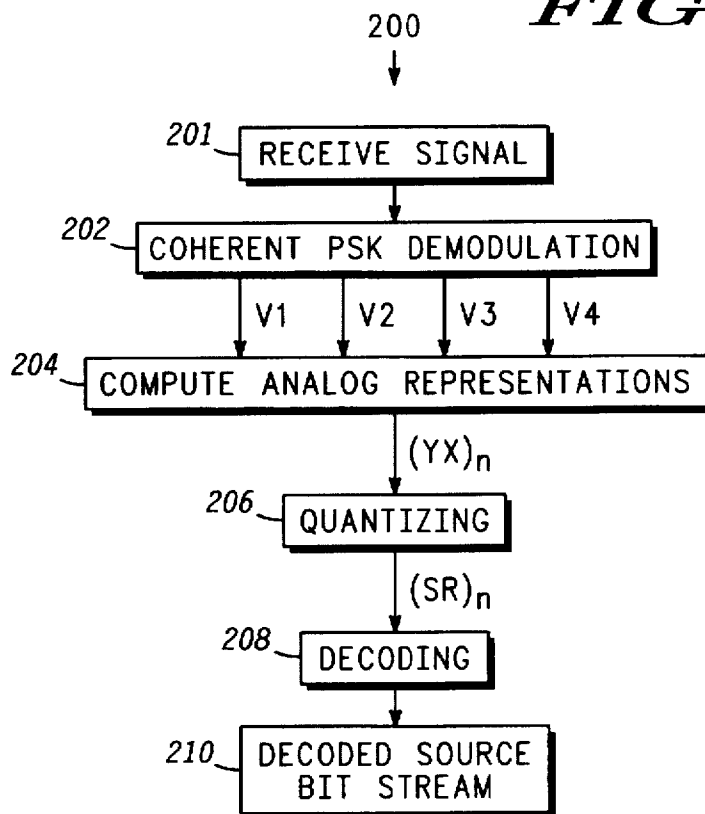 FIG
200
201
RECEIVE SIGNAL
202
COHERENT PSK DEMODULATION
V1 V2 V3 V4
204
COMPUTE ANALOG REPRESENTATIONS
(YX)n
206
QUANTIZING
(SR)n
208
DECODING
210
DECODED SOURCE
BIT STREAM